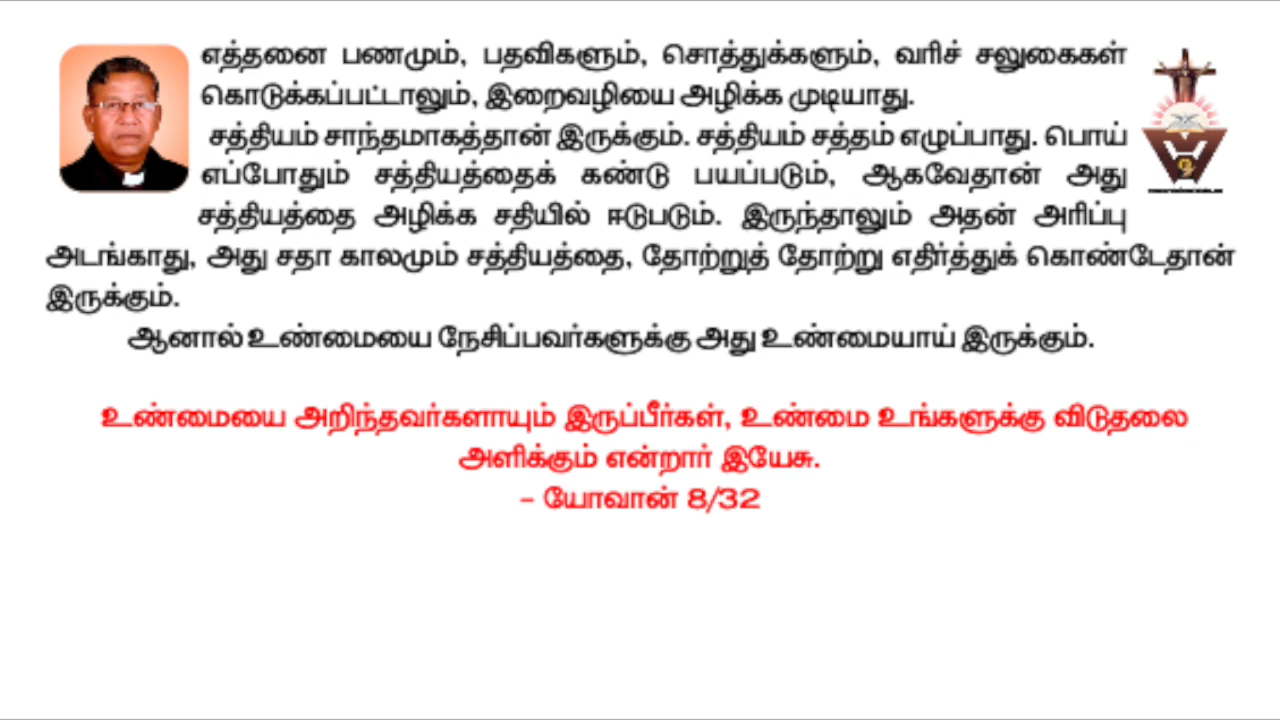 எத்தனை பணமும், பதவிகளும், சொத்துக்களும், வரிச் சலுகைகள்
கொடுக்கப்பட்டாலும், இறைவழியை அழிக்க முடியாது.
சத்தியம் சாந்தமாகத்தான் இருக்கும். சத்தியம் சத்தம் எழுப்பாது. பொய்
எப்போதும் சத்தியத்தைக் கண்டு பயப்படும், ஆகவேதான் அது
சத்தியத்தை அழிக்க சதியில் ஈடுபடும். இருந்தாலும் அதன் அரிப்பு
அடங்காது, அது சதா காலமும் சத்தியத்தை, தோற்றுத் தோற்று எதிர்த்துக் கொண்டேதான்
இருக்கும்.
ஆனால் உண்மையை நேசிப்பவர்களுக்கு அது உண்மையாய் இருக்கும்.
உண்மையை அறிந்தவர்களாயும் இருப்பீர்கள், உண்மை உங்களுக்கு விடுதலை
அளிக்கும் என்றார் இயேசு.
– யோவான் 8/32